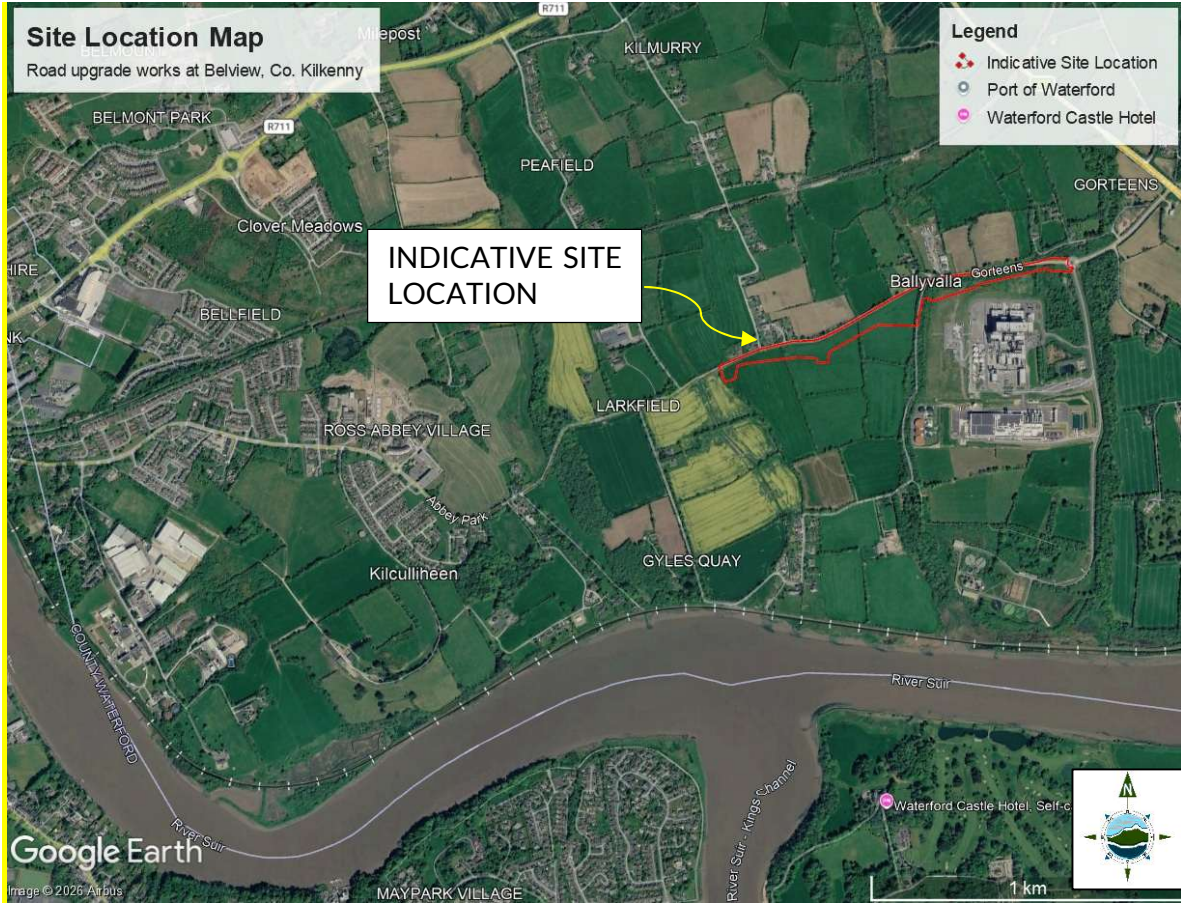 Site Location Map
Road upgrade works at Belview, Co. Kilkenny
Legend
Indicative Site Location
Port of Waterford
Waterford Castle Hotel
R711
Milepost
KILMURRY
BELMONT PARK
R711
PEAFIELD
GORTEENS
Clover Meadows
INDICATIVE SITE
LOCATION
HIRE
Gorteens
Ballyvalla
BELLFIELD
NK
LARKFIELD
ROSS ABBEY VILLAGE
Abbey Park
GYLES QUAY
Kilculliheen
COUNTY WATERFORD
River Suir
River Suir
River Suir - Kings Channel
Waterford Castle Hotel, Self-c
N
Google Earth
Image © 2026 Airbus
MAYPARK VILLAGE
1 km